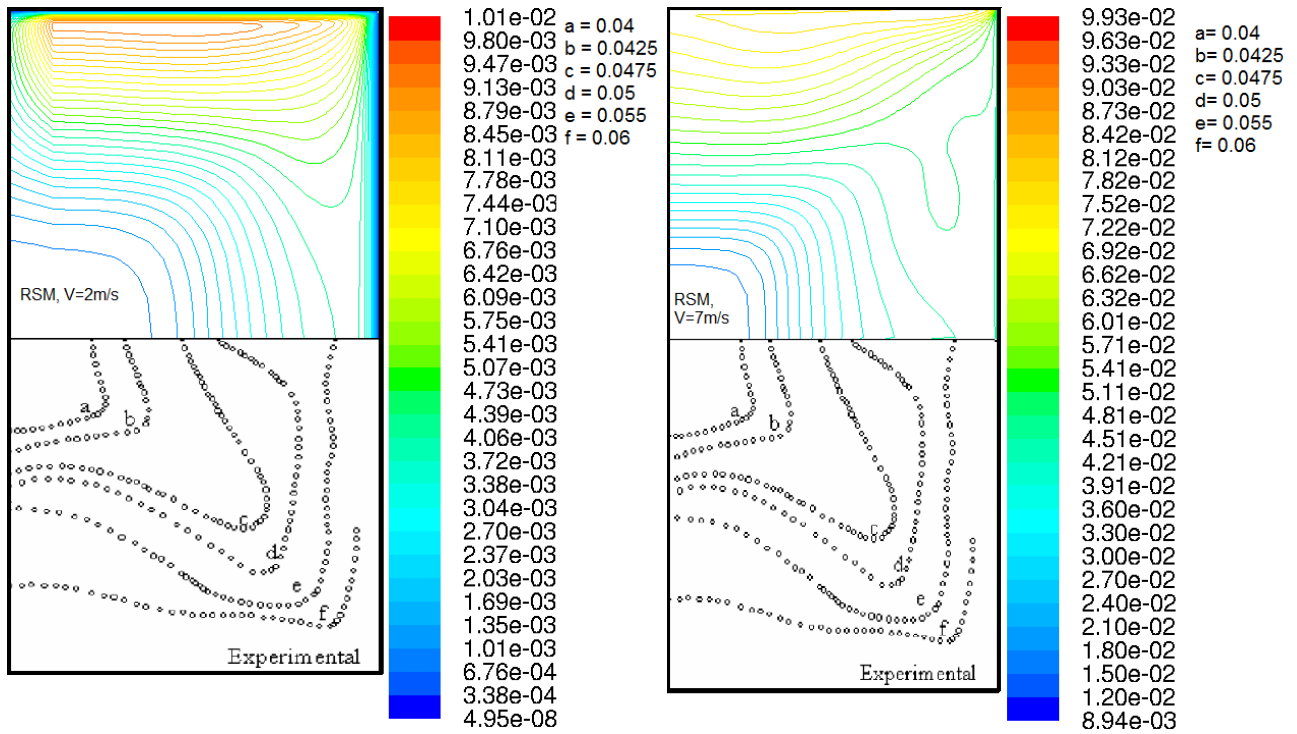 1.01e-02
9.80e-03
9.47e-03
9.13e-03
8.79e-03
8.45e-03
8.11e-03
7.78e-03
7.44e-03
7.10e-03
6.76e-03
6.42e-03
6.09e-03
5.75e-03
5.41e-03
5.07e-03
4.73e-03
4.39e-03
4.06e-03
3.72e-03
3.38e-03
3.04e-03
2.70e-03
2.37e-03
2.03e-03
1.69e-03
1.35e-03
1.01e-03
6.76e-04
3.38e-04
4.95e-08
a = 0.04
b = 0.0425
c = 0.0475
d = 0.05
e = 0.055
f = 0.06
RSM, V=2m/s
a
b
c
d
e
f
Experimental
9.93e-02
9.63e-02
9.33e-02
9.03e-02
8.73e-02
8.42e-02
8.12e-02
7.82e-02
7.52e-02
7.22e-02
6.92e-02
6.62e-02
6.32e-02
6.01e-02
5.71e-02
5.41e-02
5.11e-02
4.81e-02
4.51e-02
4.21e-02
3.91e-02
3.60e-02
3.30e-02
3.00e-02
2.70e-02
2.40e-02
2.10e-02
1.80e-02
1.50e-02
1.20e-02
8.94e-03
a= 0.04
b= 0.0425
c= 0.0475
d= 0.05
e= 0.055
f= 0.06
RSM,
V=7m/s
a
b
c
d
e
f
Experimental